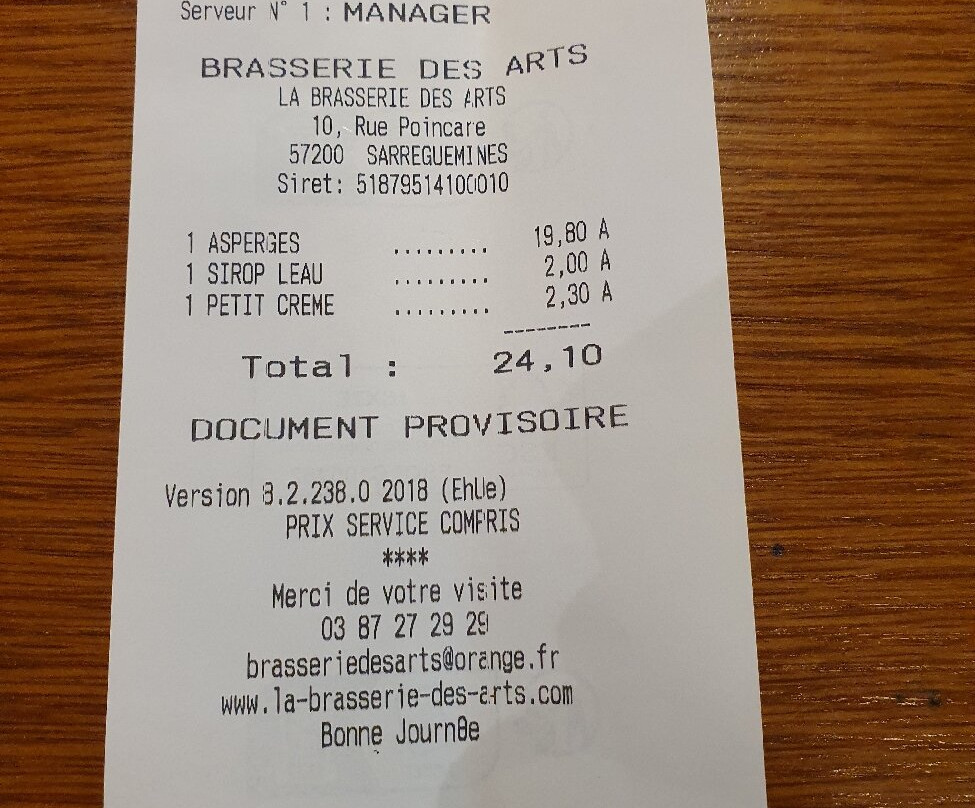 Serveur N° 1 : MANAGER
BRASSERIE DES ARTS
LA BRASSERIE DES ARTS
10, Rue Poincare
57200 SARREGUEMINES
Siret: 51879514100010
1 ASPERGES ......... 19,80 A
1 SIROP LEAU ......... 2,00 A
1 PETIT CREME ......... 2,30 A
--------
Total : 24,10
DOCUMENT PROVISOIRE
Version 8.2.238.0 2018 (EhUe)
PRIX SERVICE COMPRIS
****
Merci de votre visite
03 87 27 29 29
brasseriedesarts@orange.fr
www.la-brasserie-des-arts.com
Bonne JournΘe